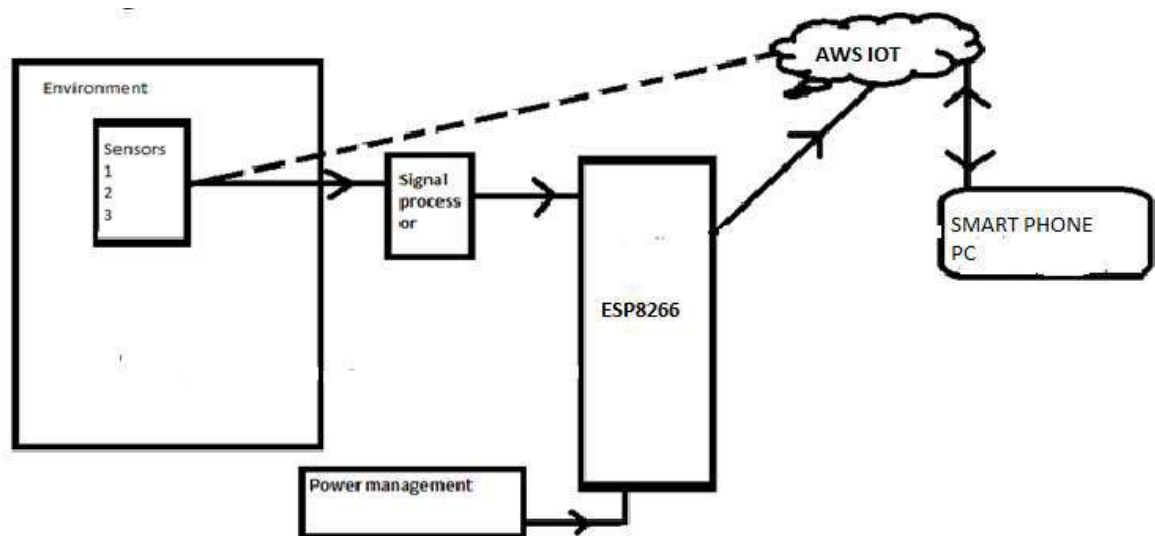 AWS IOT
Environment
Sensors
1
2
3
Signal
process
or
SMART PHONE
PC
ESP8266
Power management